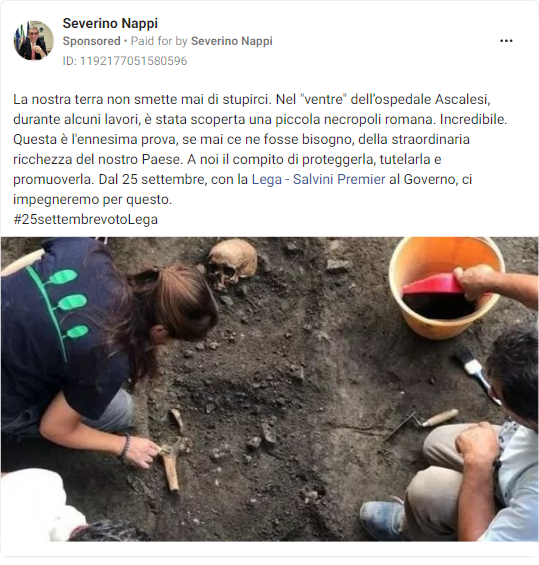 Severino Nappi
Sponsored • Paid for by Severino Nappi
ID: 1192177051580596
La nostra terra non smette mai di stupirci. Nel "ventre" dell'ospedale Ascalesi,
durante alcuni lavori, è stata scoperta una piccola necropoli romana. Incredibile.
Questa è l'ennesima prova, se mai ce ne fosse bisogno, della straordinaria
ricchezza del nostro Paese. A noi il compito di proteggerla, tutelarla e
promuoverla. Dal 25 settembre, con la Lega - Salvini Premier al Governo, ci
impegneremo per questo.
#25settembrevotoLega